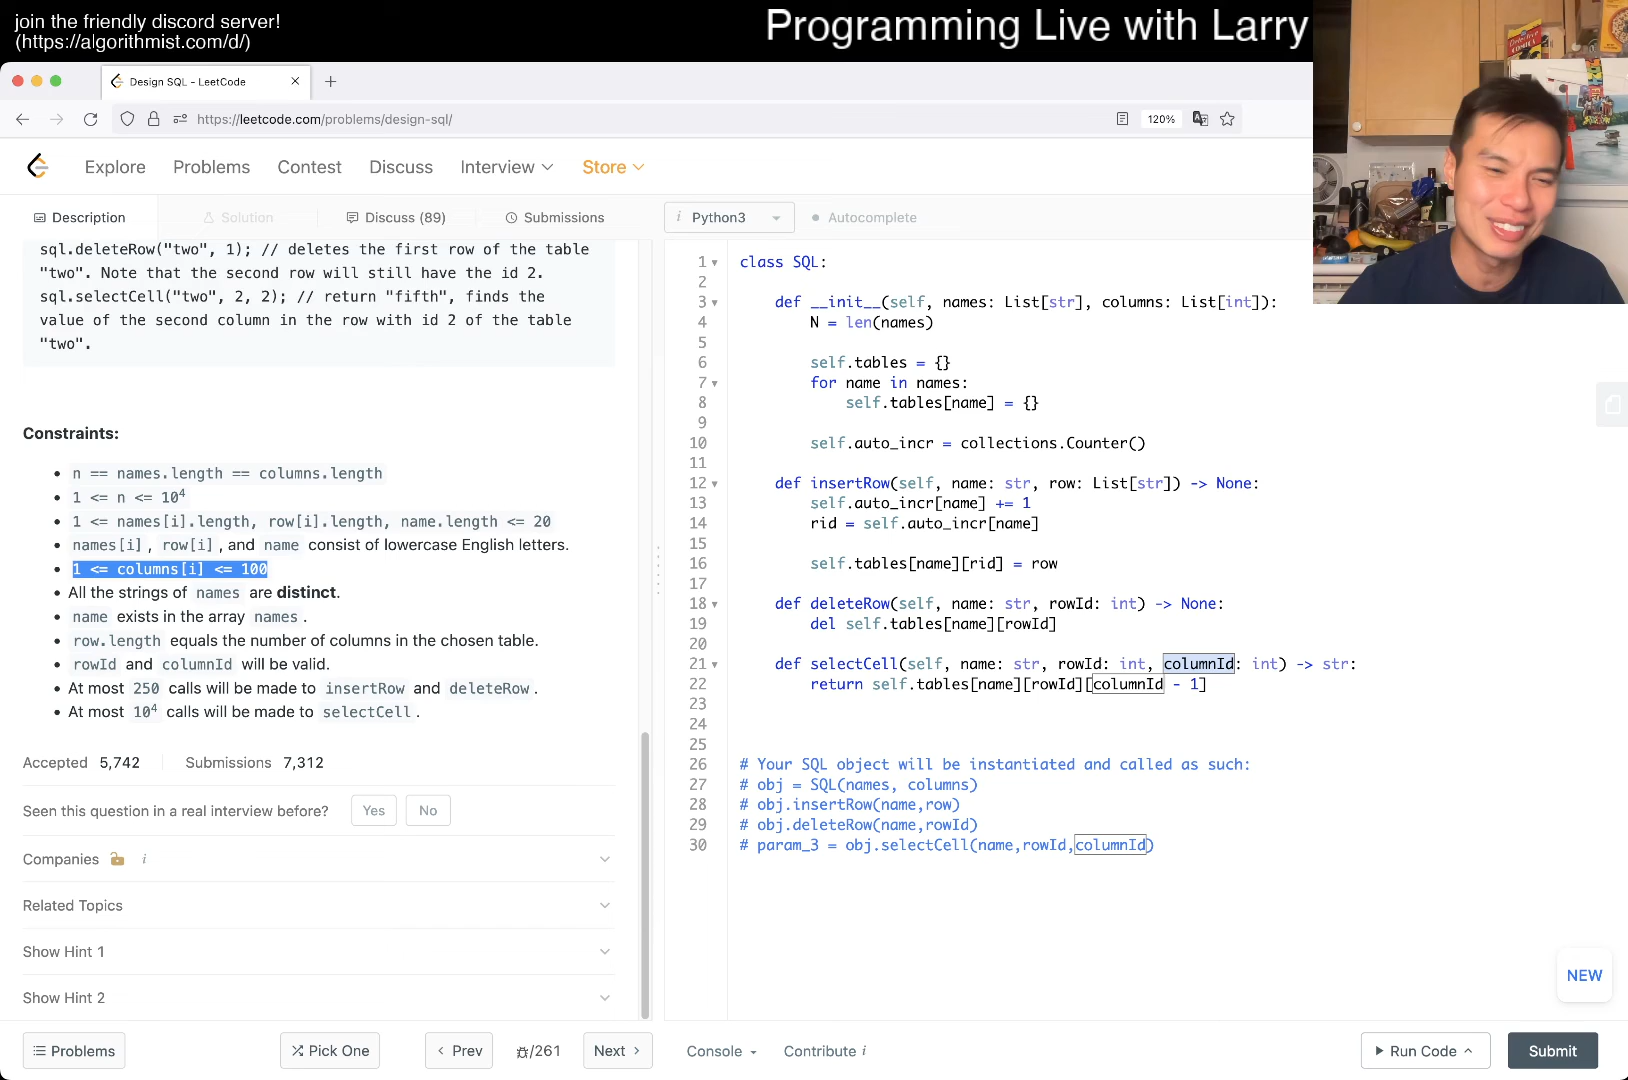 join the friendly discord server!
(https://algorithmist.com/d/)
Programming Live with Larry
Design SQL - LeetCode
https://leetcode.com/problems/design-sql/
120%
Explore
Problems
Contest
Discuss
Interview
Store
Description
Solution
Discuss (89)
Submissions
i Python3
Autocomplete
sql.deleteRow("two", 1); // deletes the first row of the table
"two". Note that the second row will still have the id 2.
sql.selectCell("two", 2, 2); // return "fifth", finds the
value of the second column in the row with id 2 of the table
"two".
Constraints:
n == names.length == columns.length
1 <= n <= 10⁴
1 <= names[i].length, row[i].length, name.length <= 20
names[i], row[i], and name consist of lowercase English letters.
1 <= columns[i] <= 100
All the strings of names are distinct.
name exists in the array names.
row.length equals the number of columns in the chosen table.
rowId and columnId will be valid.
At most 250 calls will be made to insertRow and deleteRow.
At most 10⁴ calls will be made to selectCell.
Accepted 5,742
Submissions 7,312
Seen this question in a real interview before?
Yes
No
Companies i
Related Topics
Show Hint 1
Show Hint 2
1 class SQL:
2
3 def __init__(self, names: List[str], columns: List[int]):
4 N = len(names)
5
6 self.tables = {}
7 for name in names:
8 self.tables[name] = {}
9
10 self.auto_incr = collections.Counter()
11
12 def insertRow(self, name: str, row: List[str]) -> None:
13 self.auto_incr[name] += 1
14 rid = self.auto_incr[name]
15
16 self.tables[name][rid] = row
17
18 def deleteRow(self, name: str, rowId: int) -> None:
19 del self.tables[name][rowId]
20
21 def selectCell(self, name: str, rowId: int, columnId: int) -> str:
22 return self.tables[name][rowId][columnId - 1]
23
24
25
26 # Your SQL object will be instantiated and called as such:
27 # obj = SQL(names, columns)
28 # obj.insertRow(name,row)
29 # obj.deleteRow(name,rowId)
30 # param_3 = obj.selectCell(name,rowId,columnId)
NEW
Problems
Pick One
Prev
/261
Next
Console
Contribute i
Run Code
Submit